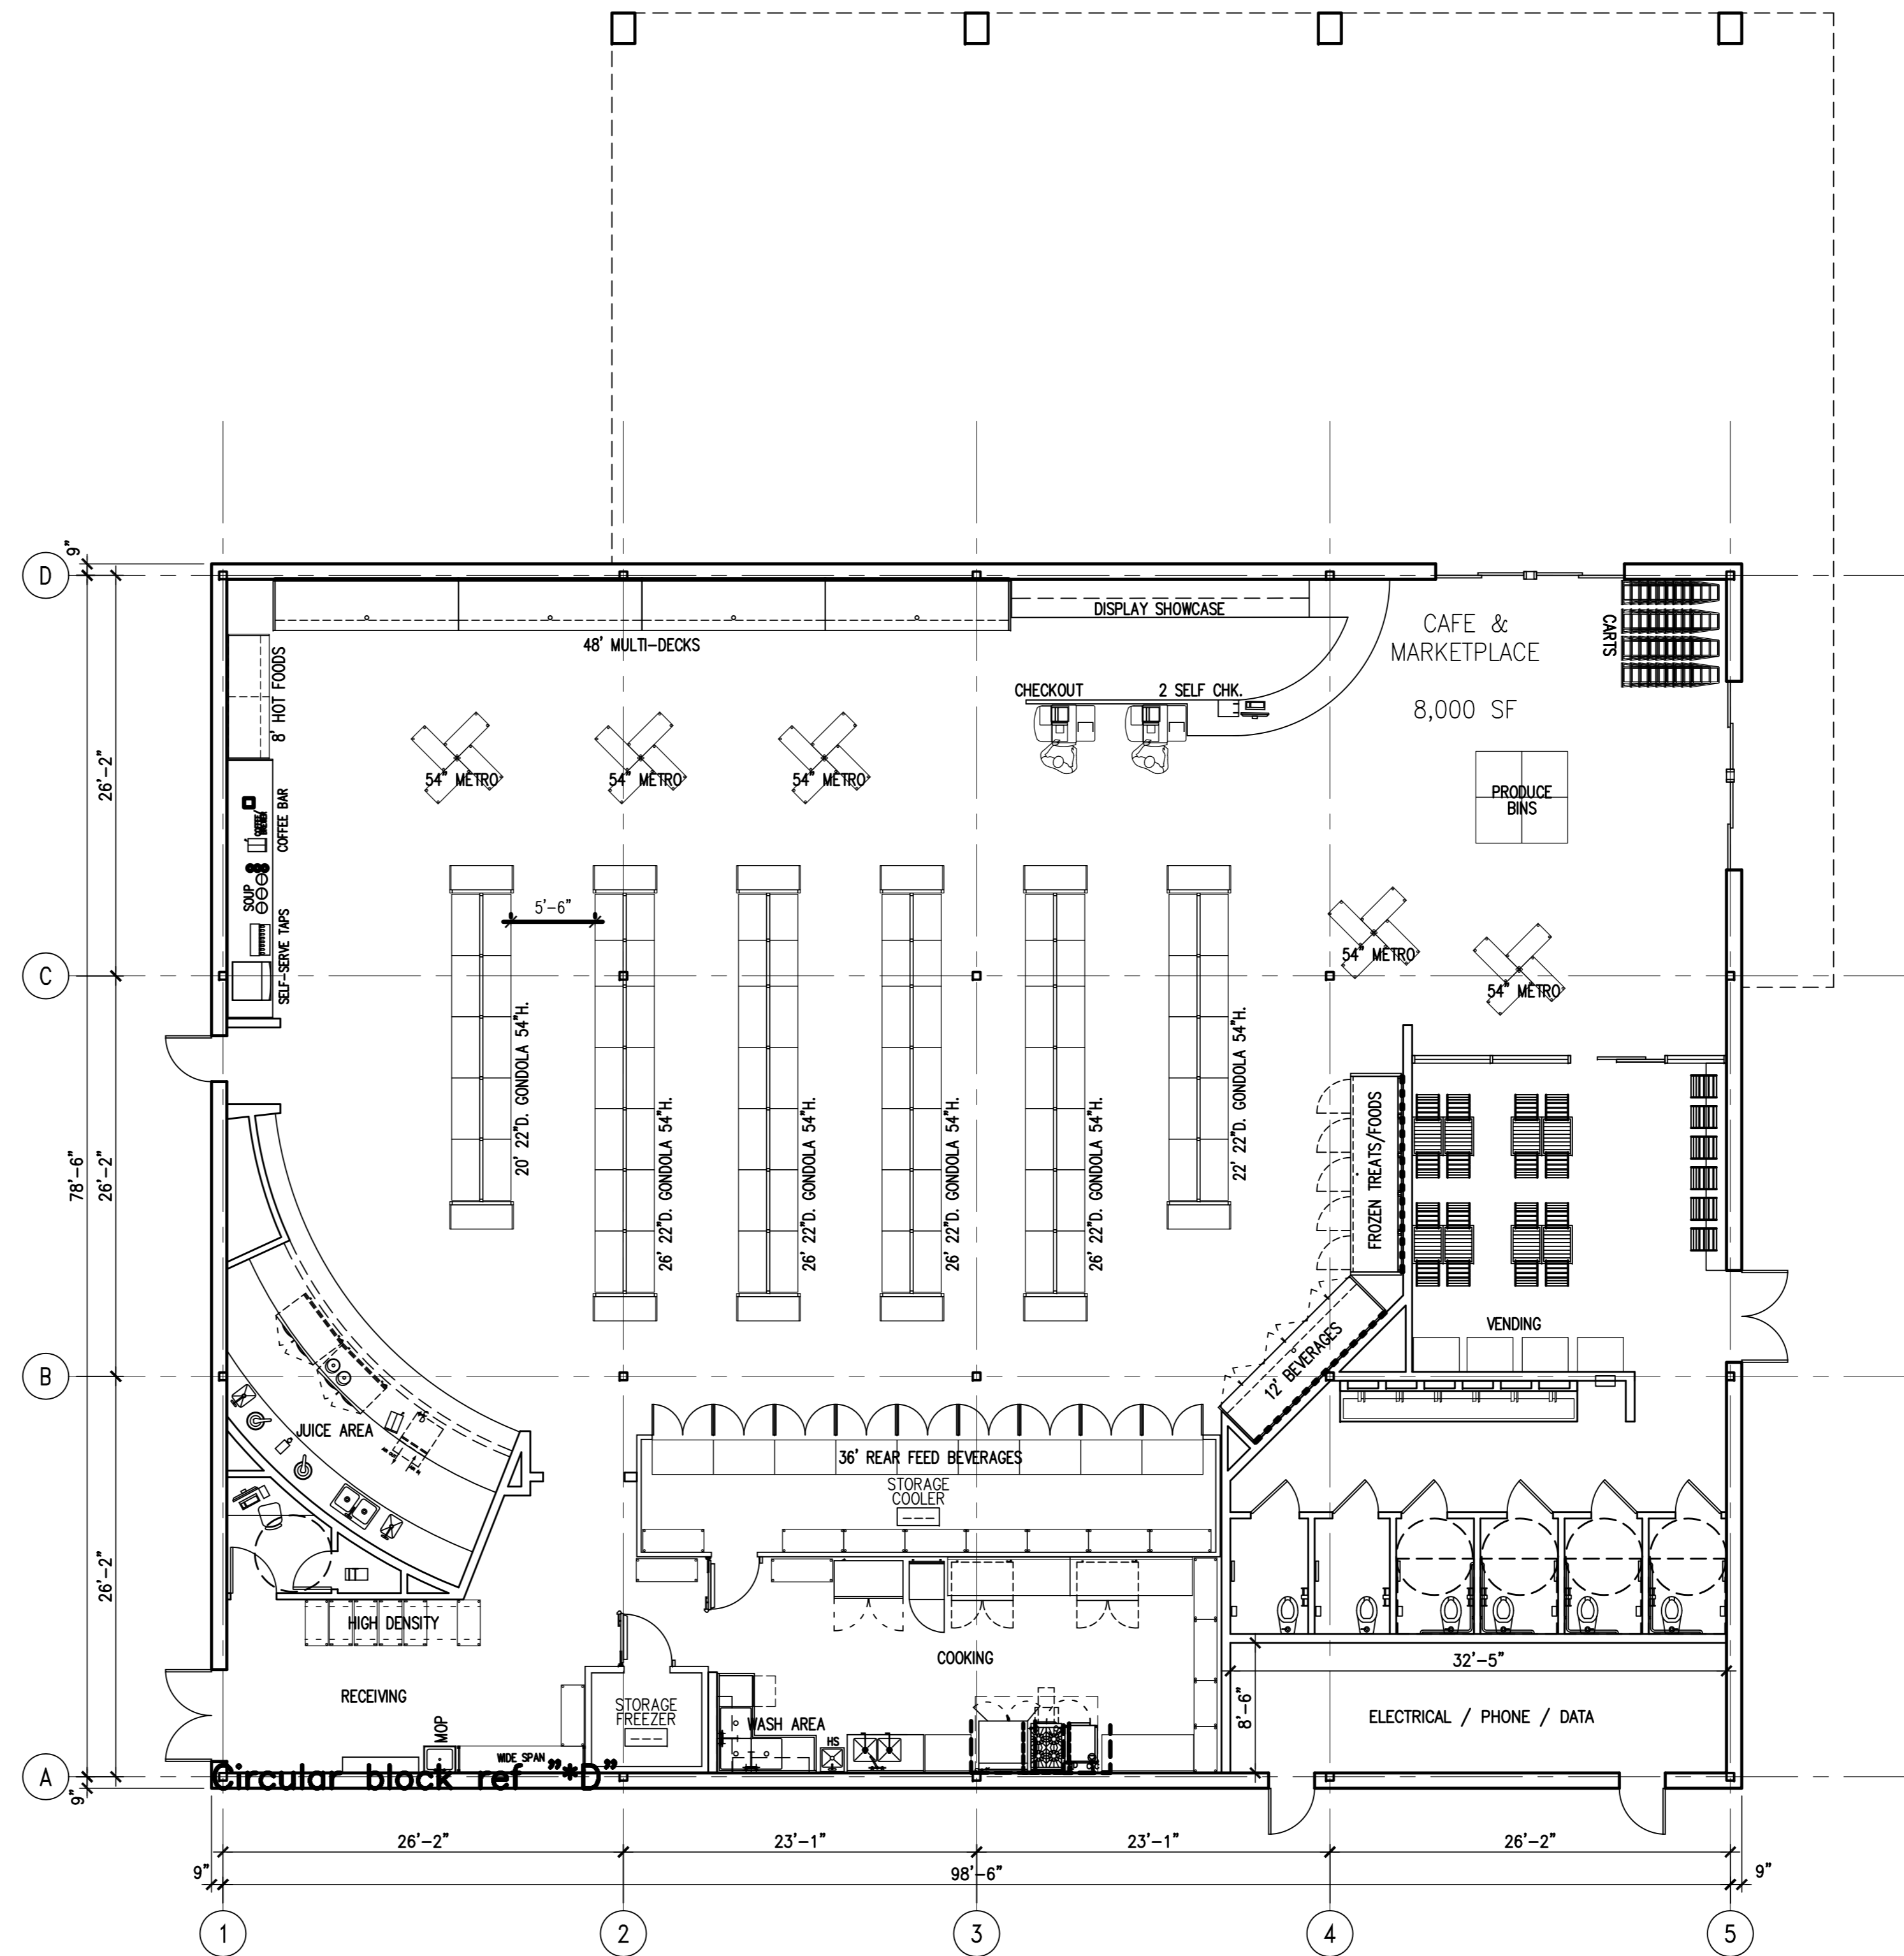 D
9"
DISPLAY SHOWCASE
48' MULTI-DECKS
CAFE &
MARKETPLACE
8,000 SF
CARTS
CHECKOUT
2 SELF CHK.
8' HOT FOODS
54" METRO
54" METRO
54" METRO
PRODUCE
BINS
26'-2"
COFFEE BAR
SOUP
SELF-SERVE TAPS
5'-6"
54" METRO
54" METRO
C
20' 22"D. GONDOLA 54"H.
26' 22"D. GONDOLA 54"H.
26' 22"D. GONDOLA 54"H.
26' 22"D. GONDOLA 54"H.
26' 22"D. GONDOLA 54"H.
22' 22"D. GONDOLA 54"H.
FROZEN TREATS/FOODS
78'-6"
26'-2"
VENDING
12' BEVERAGES
B
JUICE AREA
36' REAR FEED BEVERAGES
STORAGE
COOLER
26'-2"
HIGH DENSITY
COOKING
32'-5"
8'-6"
RECEIVING
STORAGE
FREEZER
WASH AREA
ELECTRICAL / PHONE / DATA
MOP
HS
WIDE SPAN
A
Circular block ref "*D"
9"
26'-2"
23'-1"
23'-1"
26'-2"
9"
98'-6"
9"
1
2
3
4
5